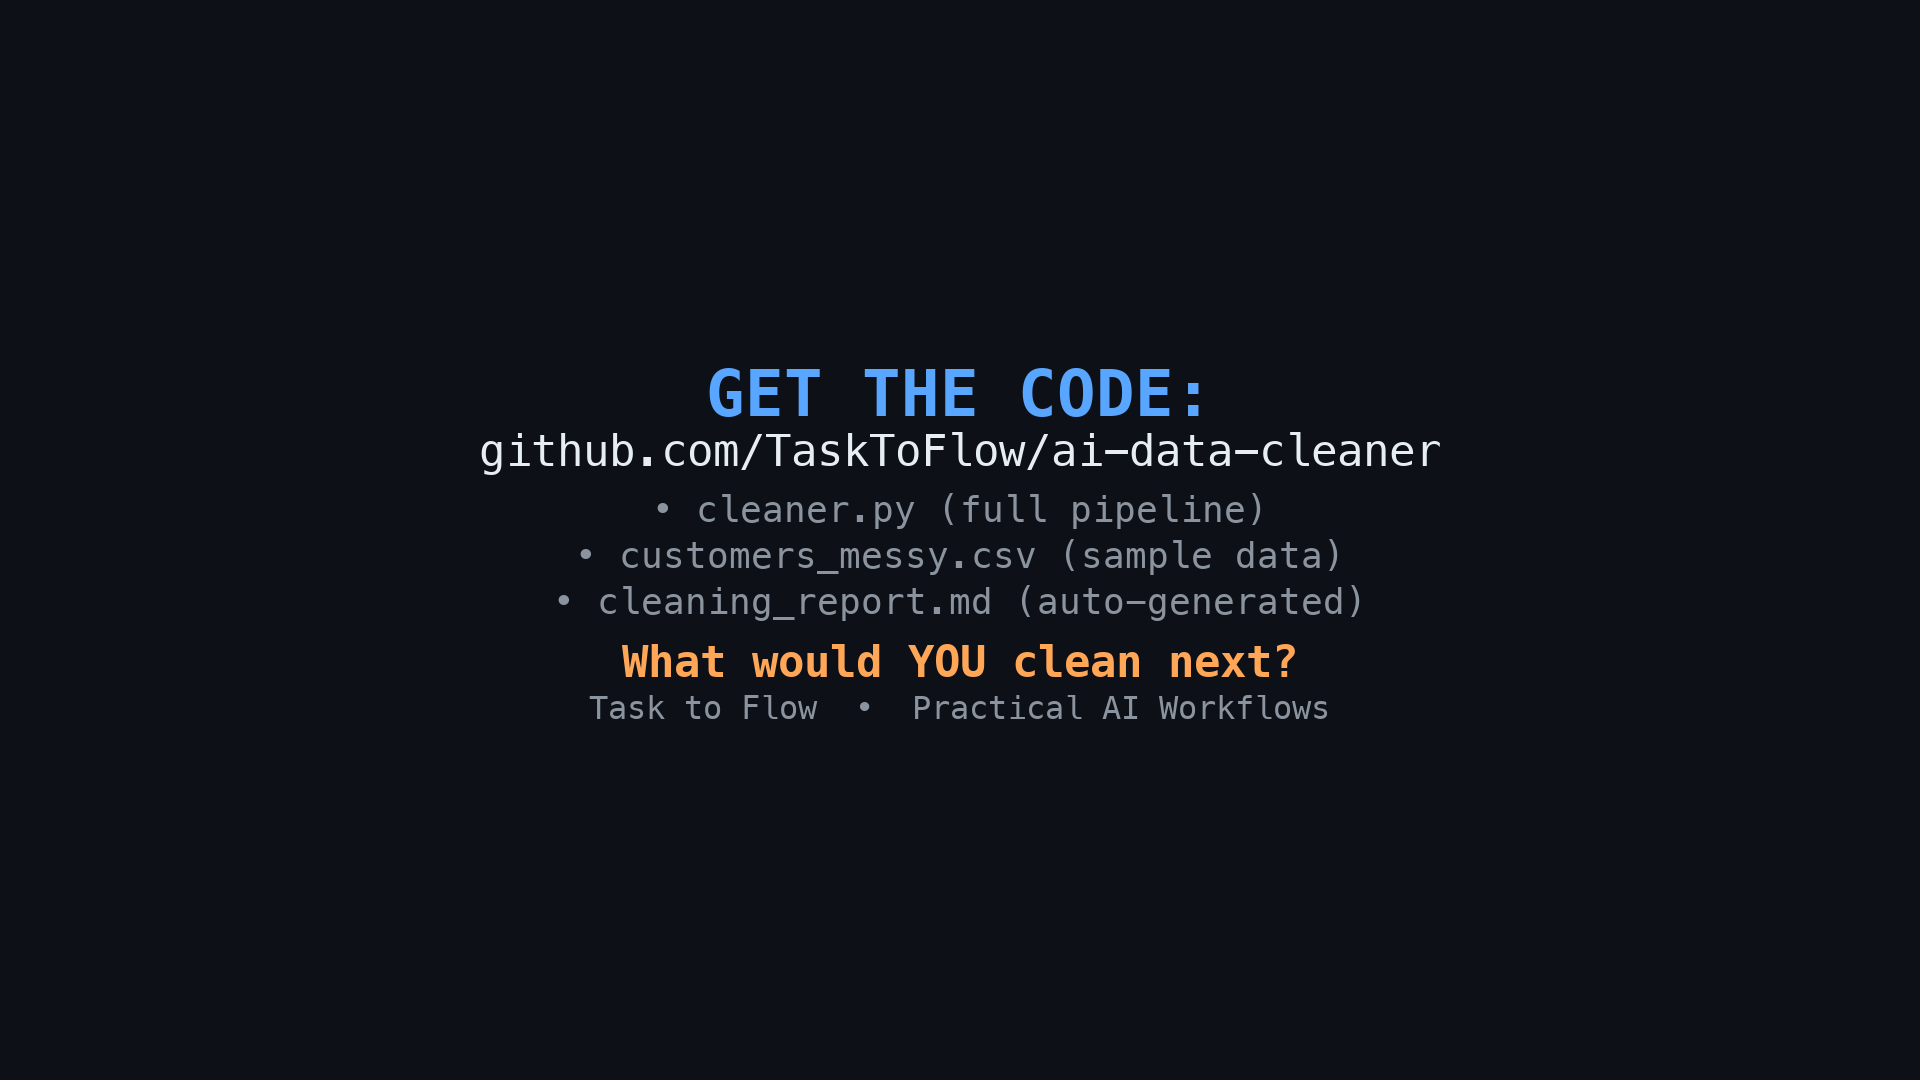 GET THE CODE:
github.com/TaskToFlow/ai-data-cleaner
• cleaner.py (full pipeline)
• customers_messy.csv (sample data)
• cleaning_report.md (auto-generated)
What would YOU clean next?
Task to Flow • Practical AI Workflows